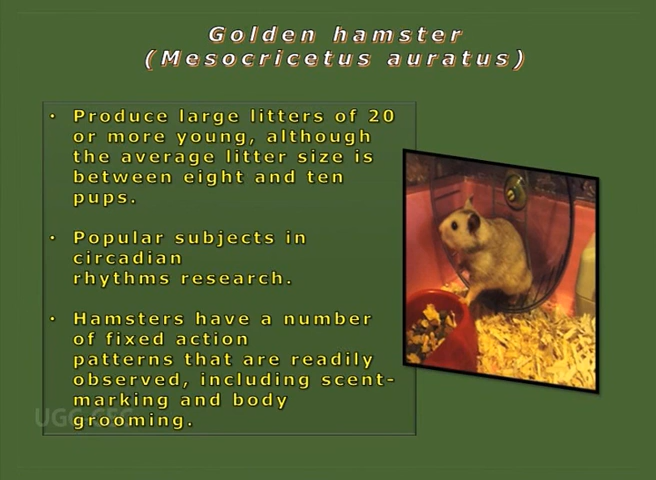 Golden hamster
(Mesocricetus auratus)
• Produce large litters of 20
or more young, although
the average litter size is
between eight and ten
pups.
• Popular subjects in
circadian
rhythms research.
• Hamsters have a number
of fixed action
patterns that are readily
observed, including scent-
marking and body
grooming.
UGC CEC